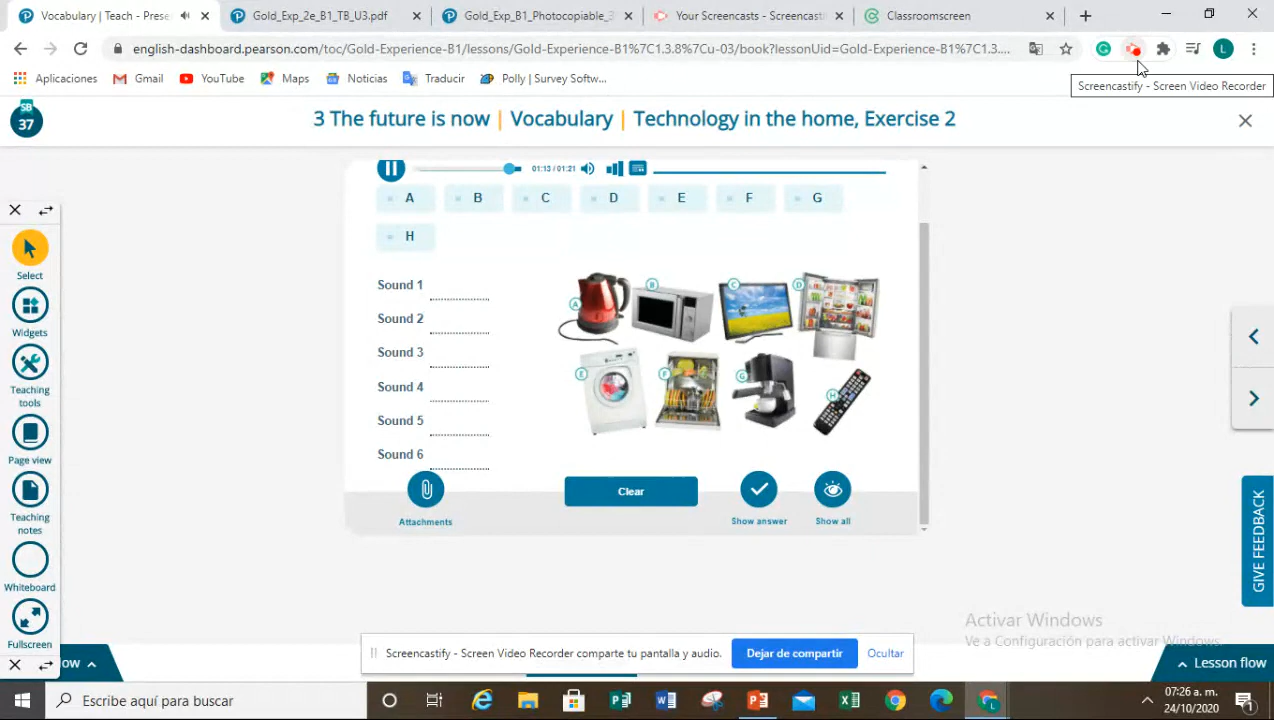 Vocabulary | Teach - Prese
Gold_Exp_2e_B1_TB_U3.pdf
Gold_Exp_B1_Photocopiable_3
Your Screencasts - Screencasti
Classroomscreen
english-dashboard.pearson.com/toc/Gold-Experience-B1/lessons/Gold-Experience-B1%7C1.3.8%7Cu-03/book?lessonUid=Gold-Experience-B1%7C1.3....
L
Aplicaciones
Gmail
YouTube
Maps
Noticias
Traducir
Polly | Survey Softw...
Screencastify - Screen Video Recorder
SB
37
3 The future is now | Vocabulary | Technology in the home, Exercise 2
01:13 / 01:21
A B C D E F G
H
Sound 1
Sound 2
Sound 3
Sound 4
Sound 5
Sound 6
A B C D
E F G H
Select
Widgets
Teaching
tools
Page view
Teaching
notes
Whiteboard
Fullscreen
Attachments
Clear
Show answer
Show all
GIVE FEEDBACK
Activar Windows
Ve a Configuración para activar Windows.
Screencastify - Screen Video Recorder comparte tu pantalla y audio.
Dejar de compartir
Ocultar
ow
Lesson flow
Escribe aquí para buscar
07:26 a. m.
24/10/2020
1